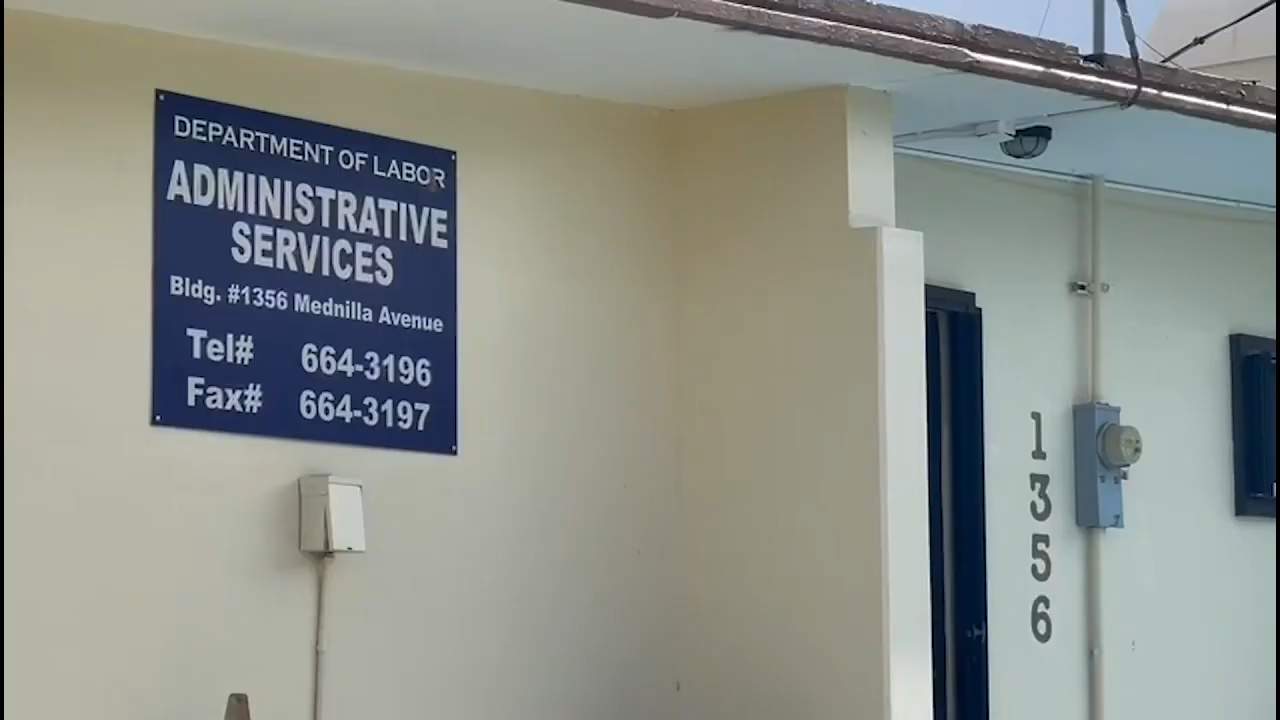 DEPARTMENT OF LABOR
ADMINISTRATIVE
SERVICES
Bldg. #1356 Mednilla Avenue
Tel# 664-3196
Fax# 664-3197
1
3
5
6